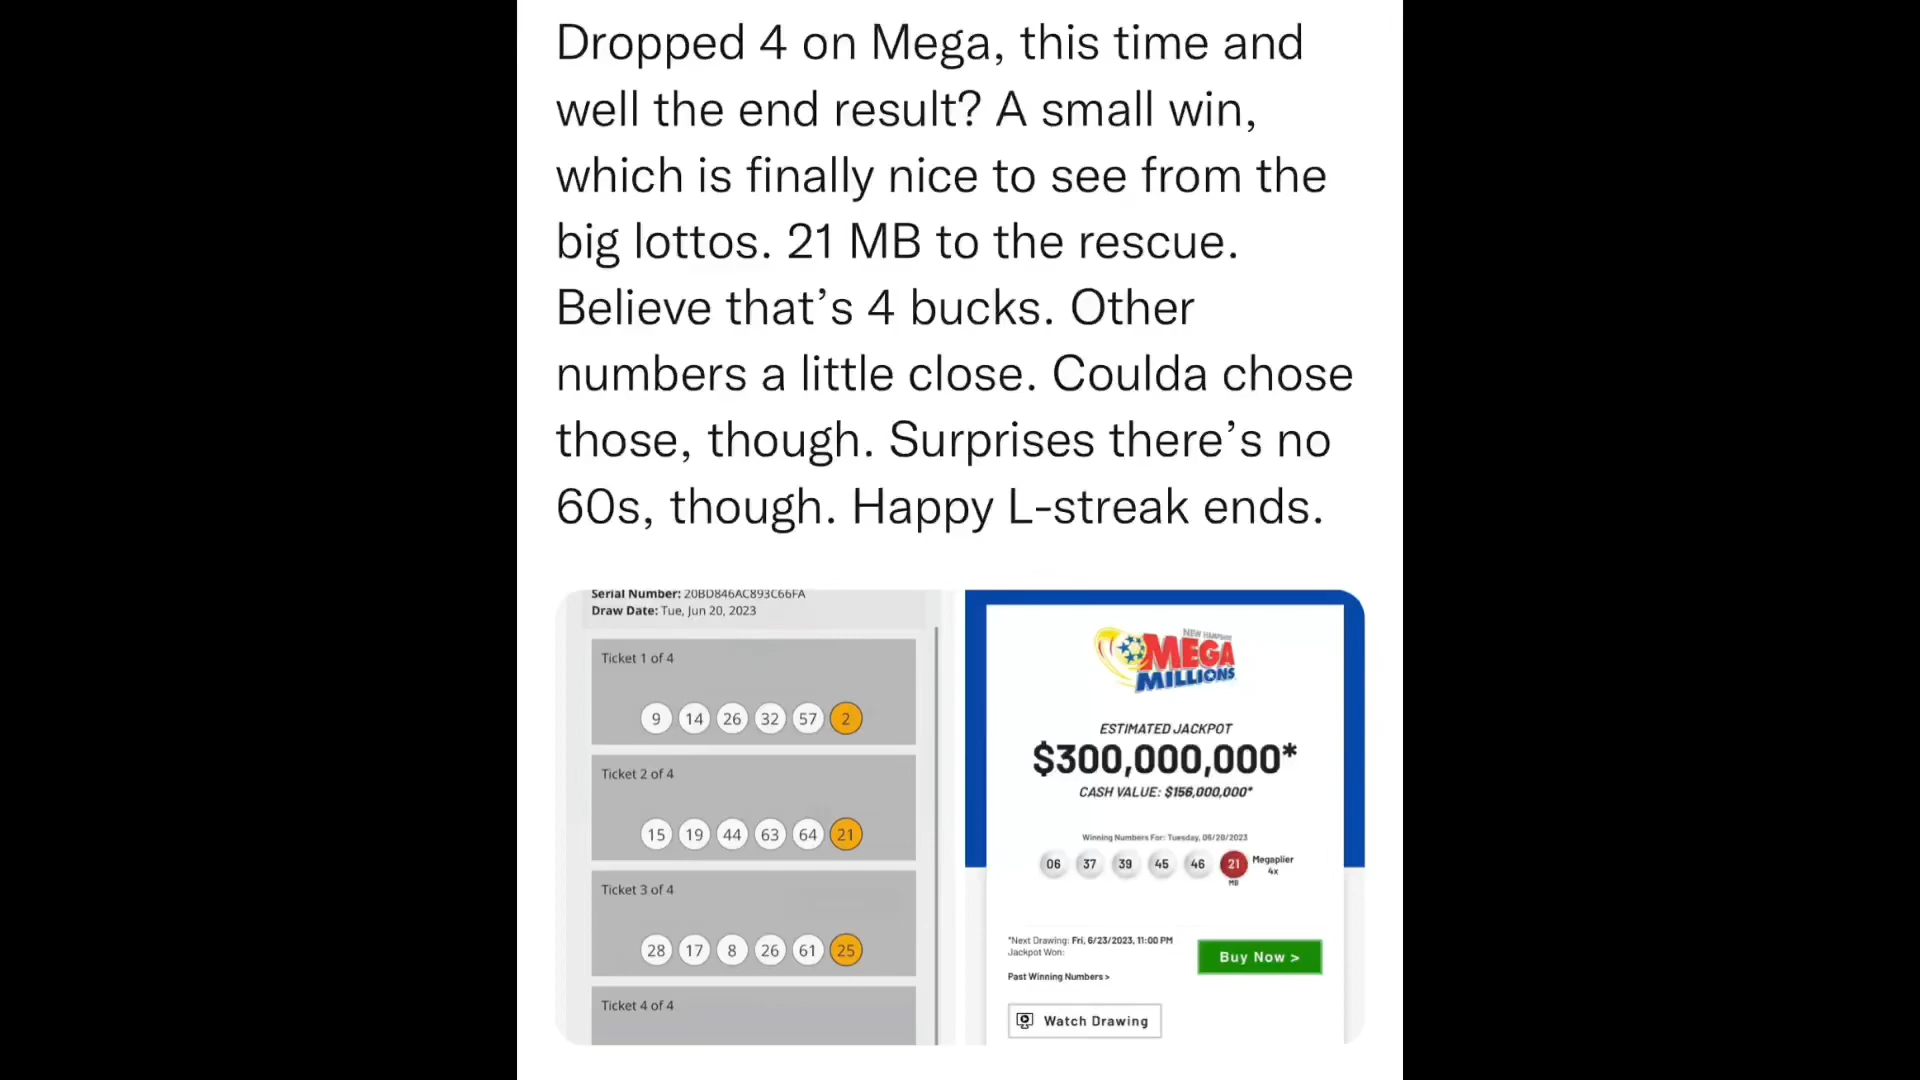 Dropped 4 on Mega, this time and
well the end result? A small win,
which is finally nice to see from the
big lottos. 21 MB to the rescue.
Believe that’s 4 bucks. Other
numbers a little close. Coulda chose
those, though. Surprises there’s no
60s, though. Happy L-streak ends.
Serial Number: 20BD846AC893C66FA
Draw Date: Tue, Jun 20, 2023
Ticket 1 of 4
9 14 26 32 57 2
Ticket 2 of 4
15 19 44 63 64 21
Ticket 3 of 4
28 17 8 26 61 25
Ticket 4 of 4
NEW HAMPSHIRE
MEGA
MILLIONS
ESTIMATED JACKPOT
$300,000,000*
CASH VALUE: $156,000,000*
Winning Numbers For: Tuesday, 06/20/2023
06 37 39 45 46 21 Megaplier
MB 4x
*Next Drawing: Fri, 6/23/2023, 11:00 PM
Jackpot Won:
Buy Now >
Past Winning Numbers >
Watch Drawing